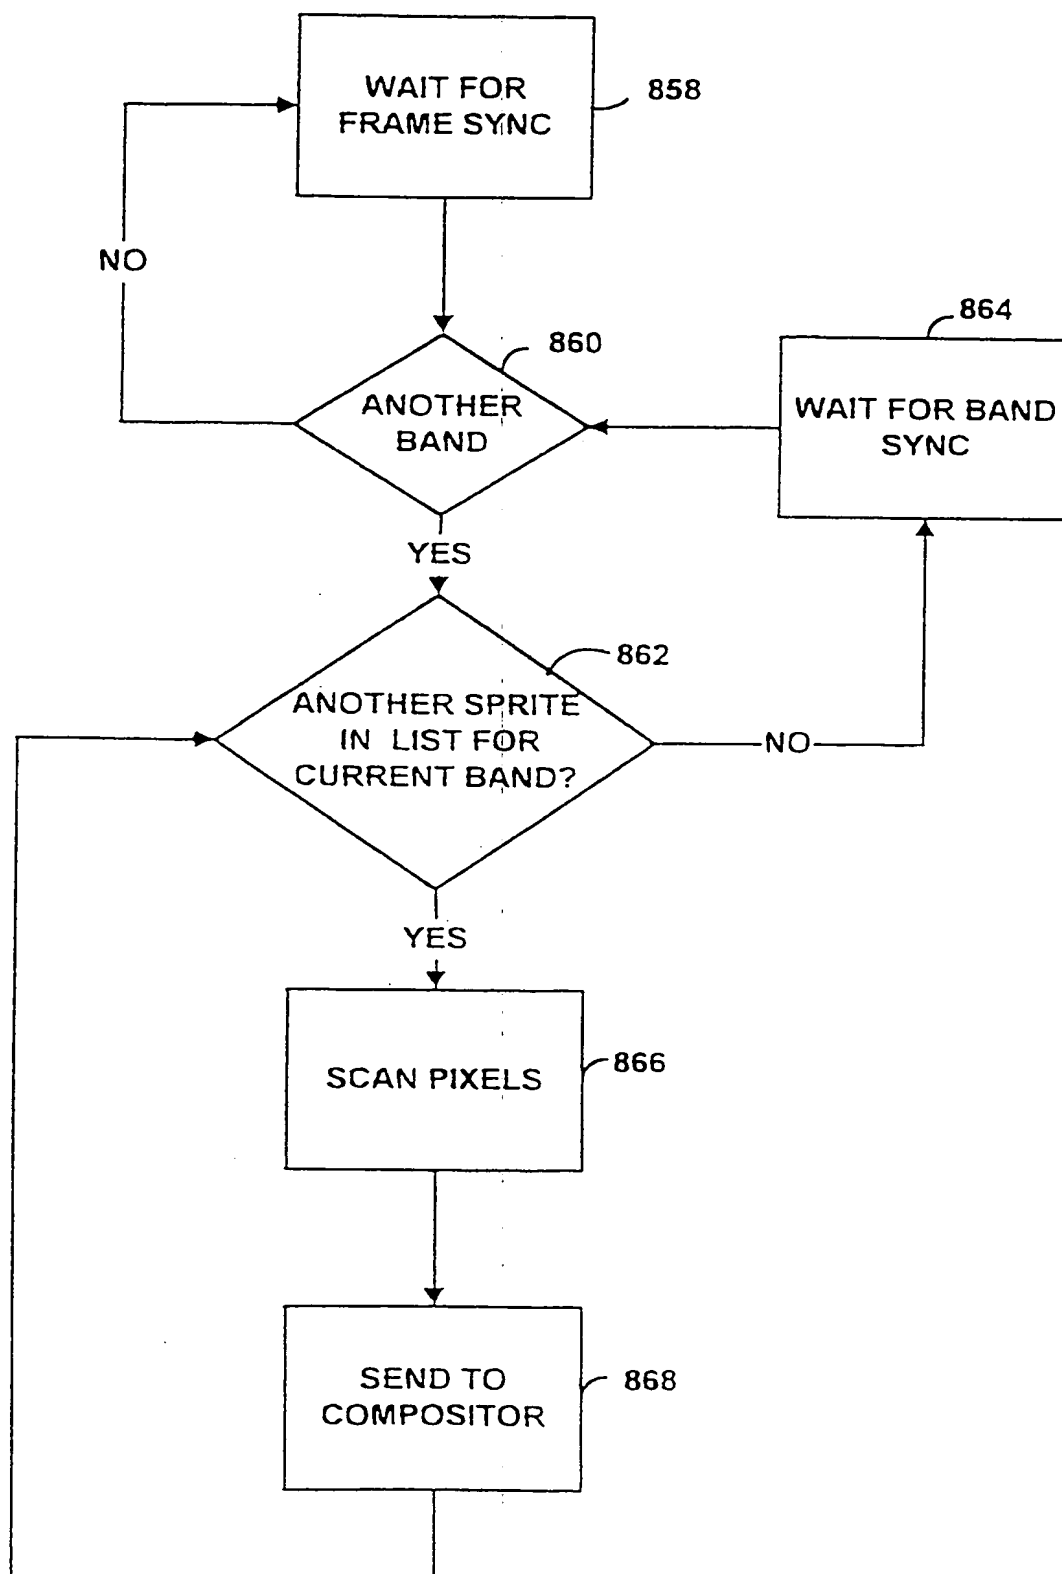 WAIT FOR
FRAME SYNC
858
NO
860
864
ANOTHER
BAND
WAIT FOR BAND
SYNC
YES
862
ANOTHER SPRITE
IN LIST FOR
CURRENT BAND?
NO
YES
SCAN PIXELS
866
SEND TO
COMPOSITOR
868